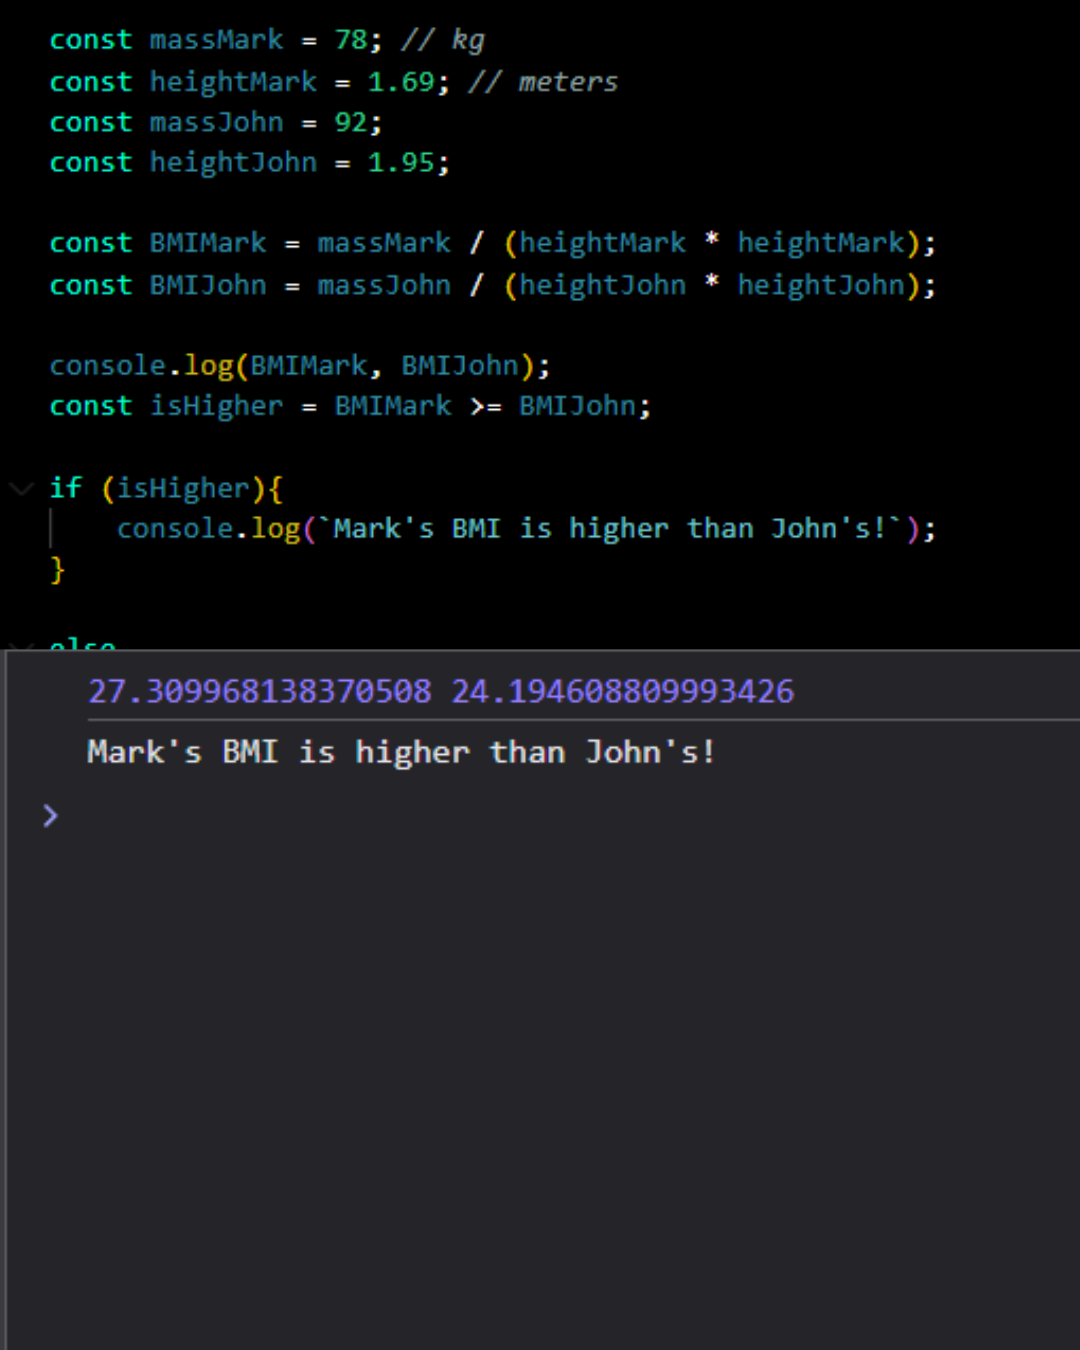 const massMark = 78; // kg
const heightMark = 1.69; // meters
const massJohn = 92;
const heightJohn = 1.95;
const BMIMark = massMark / (heightMark * heightMark);
const BMIJohn = massJohn / (heightJohn * heightJohn);
console.log(BMIMark, BMIJohn);
const isHigher = BMIMark >= BMIJohn;
if (isHigher){
console.log(`Mark's BMI is higher than John's!`);
}
else
27.309968138370508 24.194608809993426
Mark's BMI is higher than John's!